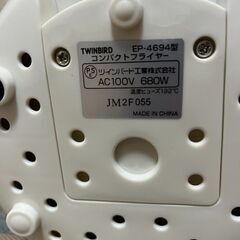 TWINBIRD EP-4694型
コンパクトフライヤー
PS E ツインバード工業株式会社
AC100V 680W
温度ヒューズ192℃
JM2F055
MADE IN CHINA